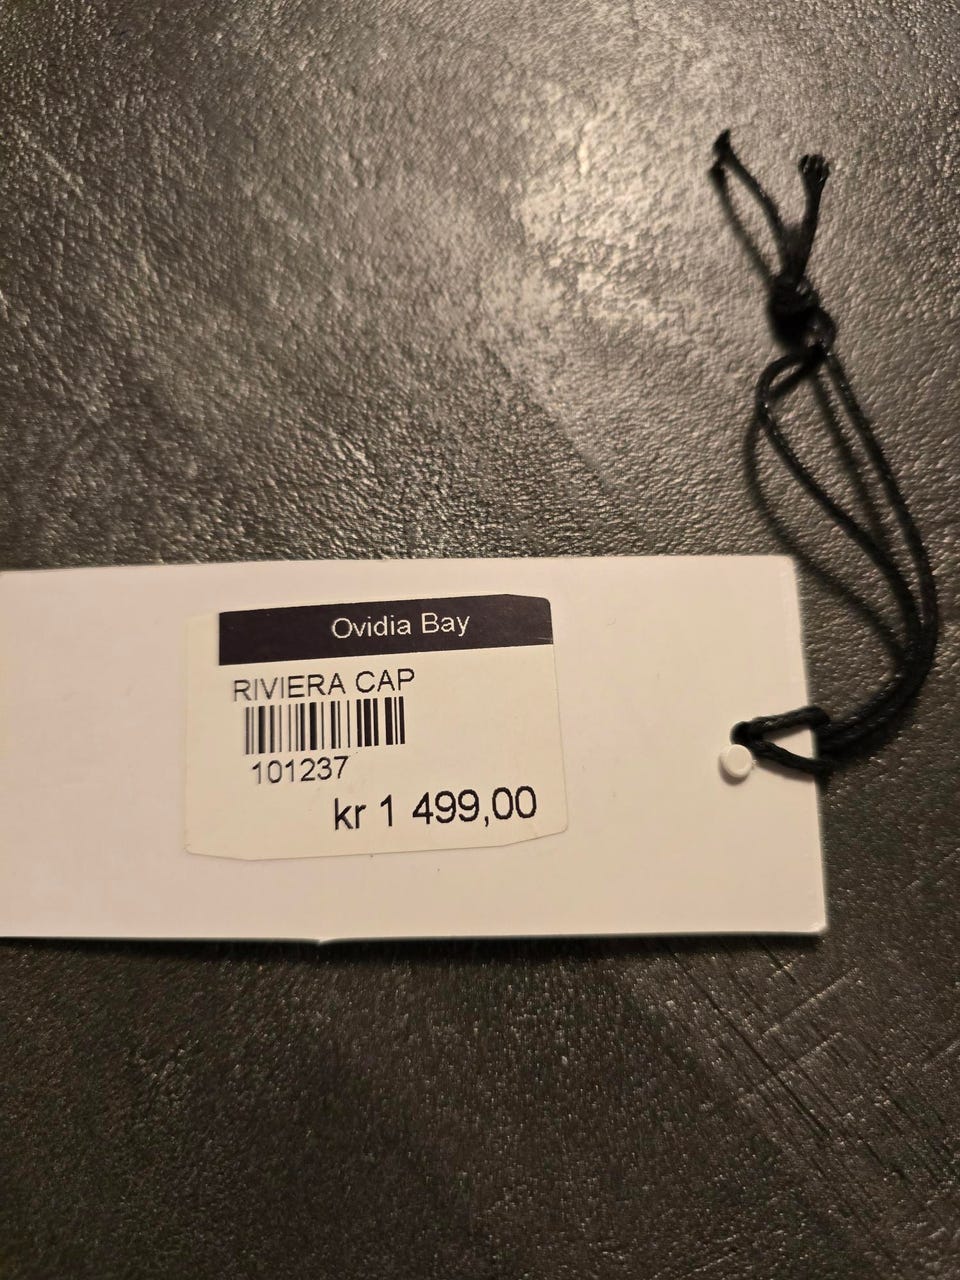 Ovidia Bay
RIVIERA CAP
101237
kr 1 499,00